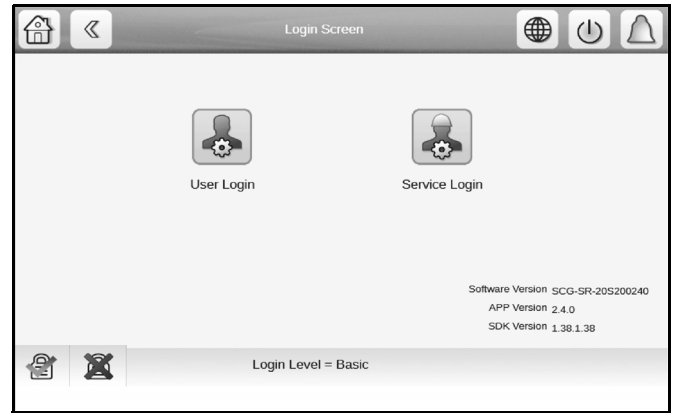 Login Screen
User Login
Service Login
Software Version SCG-SR-20S200240
APP Version 2.4.0
SDK Version 1.38.1.38
Login Level = Basic